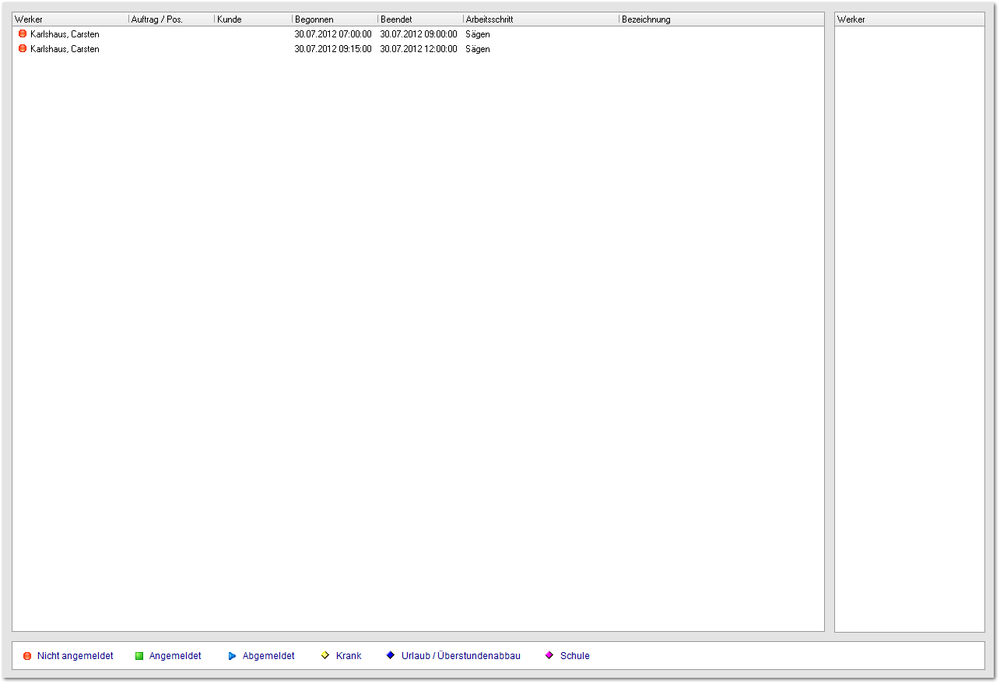 Werker Auftrag / Pos. Kunde Begonnen Beendet Arbeitsschritt Bezeichnung Werker
Karlshaus, Carsten 30.07.2012 07:00:00 30.07.2012 09:00:00 Sägen
Karlshaus, Carsten 30.07.2012 09:15:00 30.07.2012 12:00:00 Sägen
Nicht angemeldet Angemeldet Abgemeldet Krank Urlaub / Überstundenabbau Schule